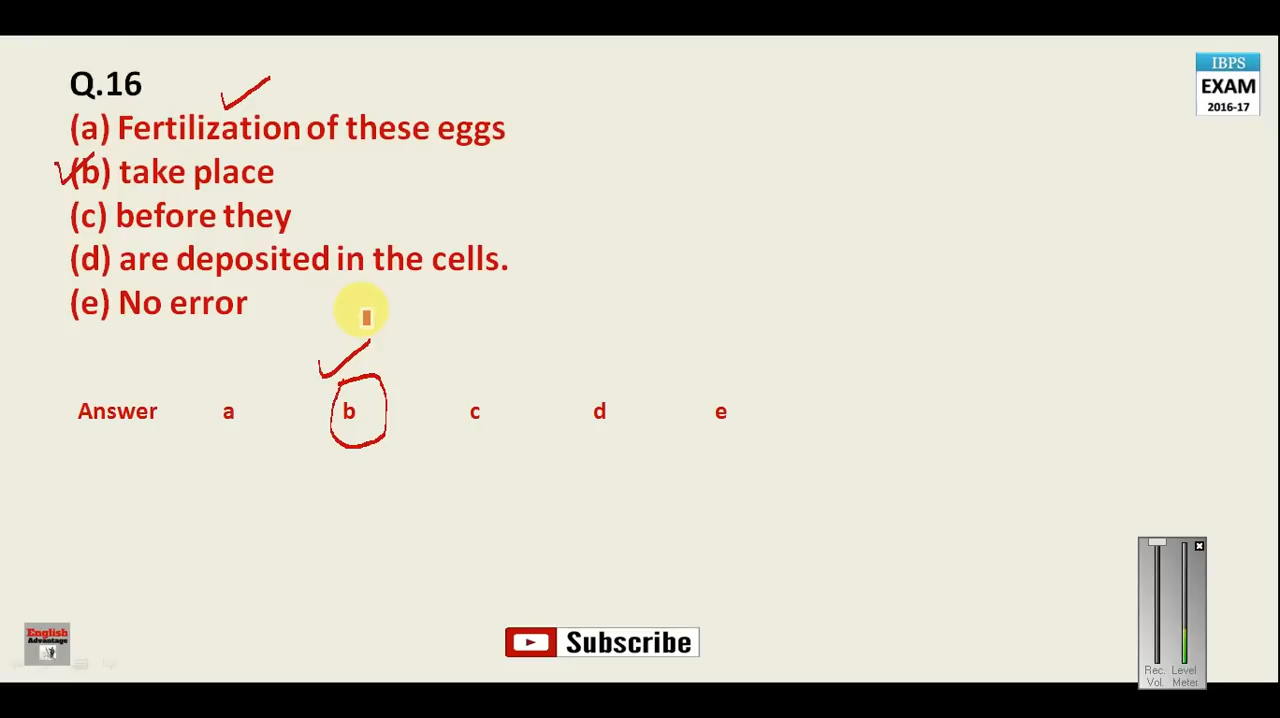 IBPS
EXAM
2016-17
Q.16
(a) Fertilization of these eggs
(b) take place
(c) before they
(d) are deposited in the cells.
(e) No error
Answer a b c d e
English
Advantage
Subscribe
Rec. Level
Vol. Meter